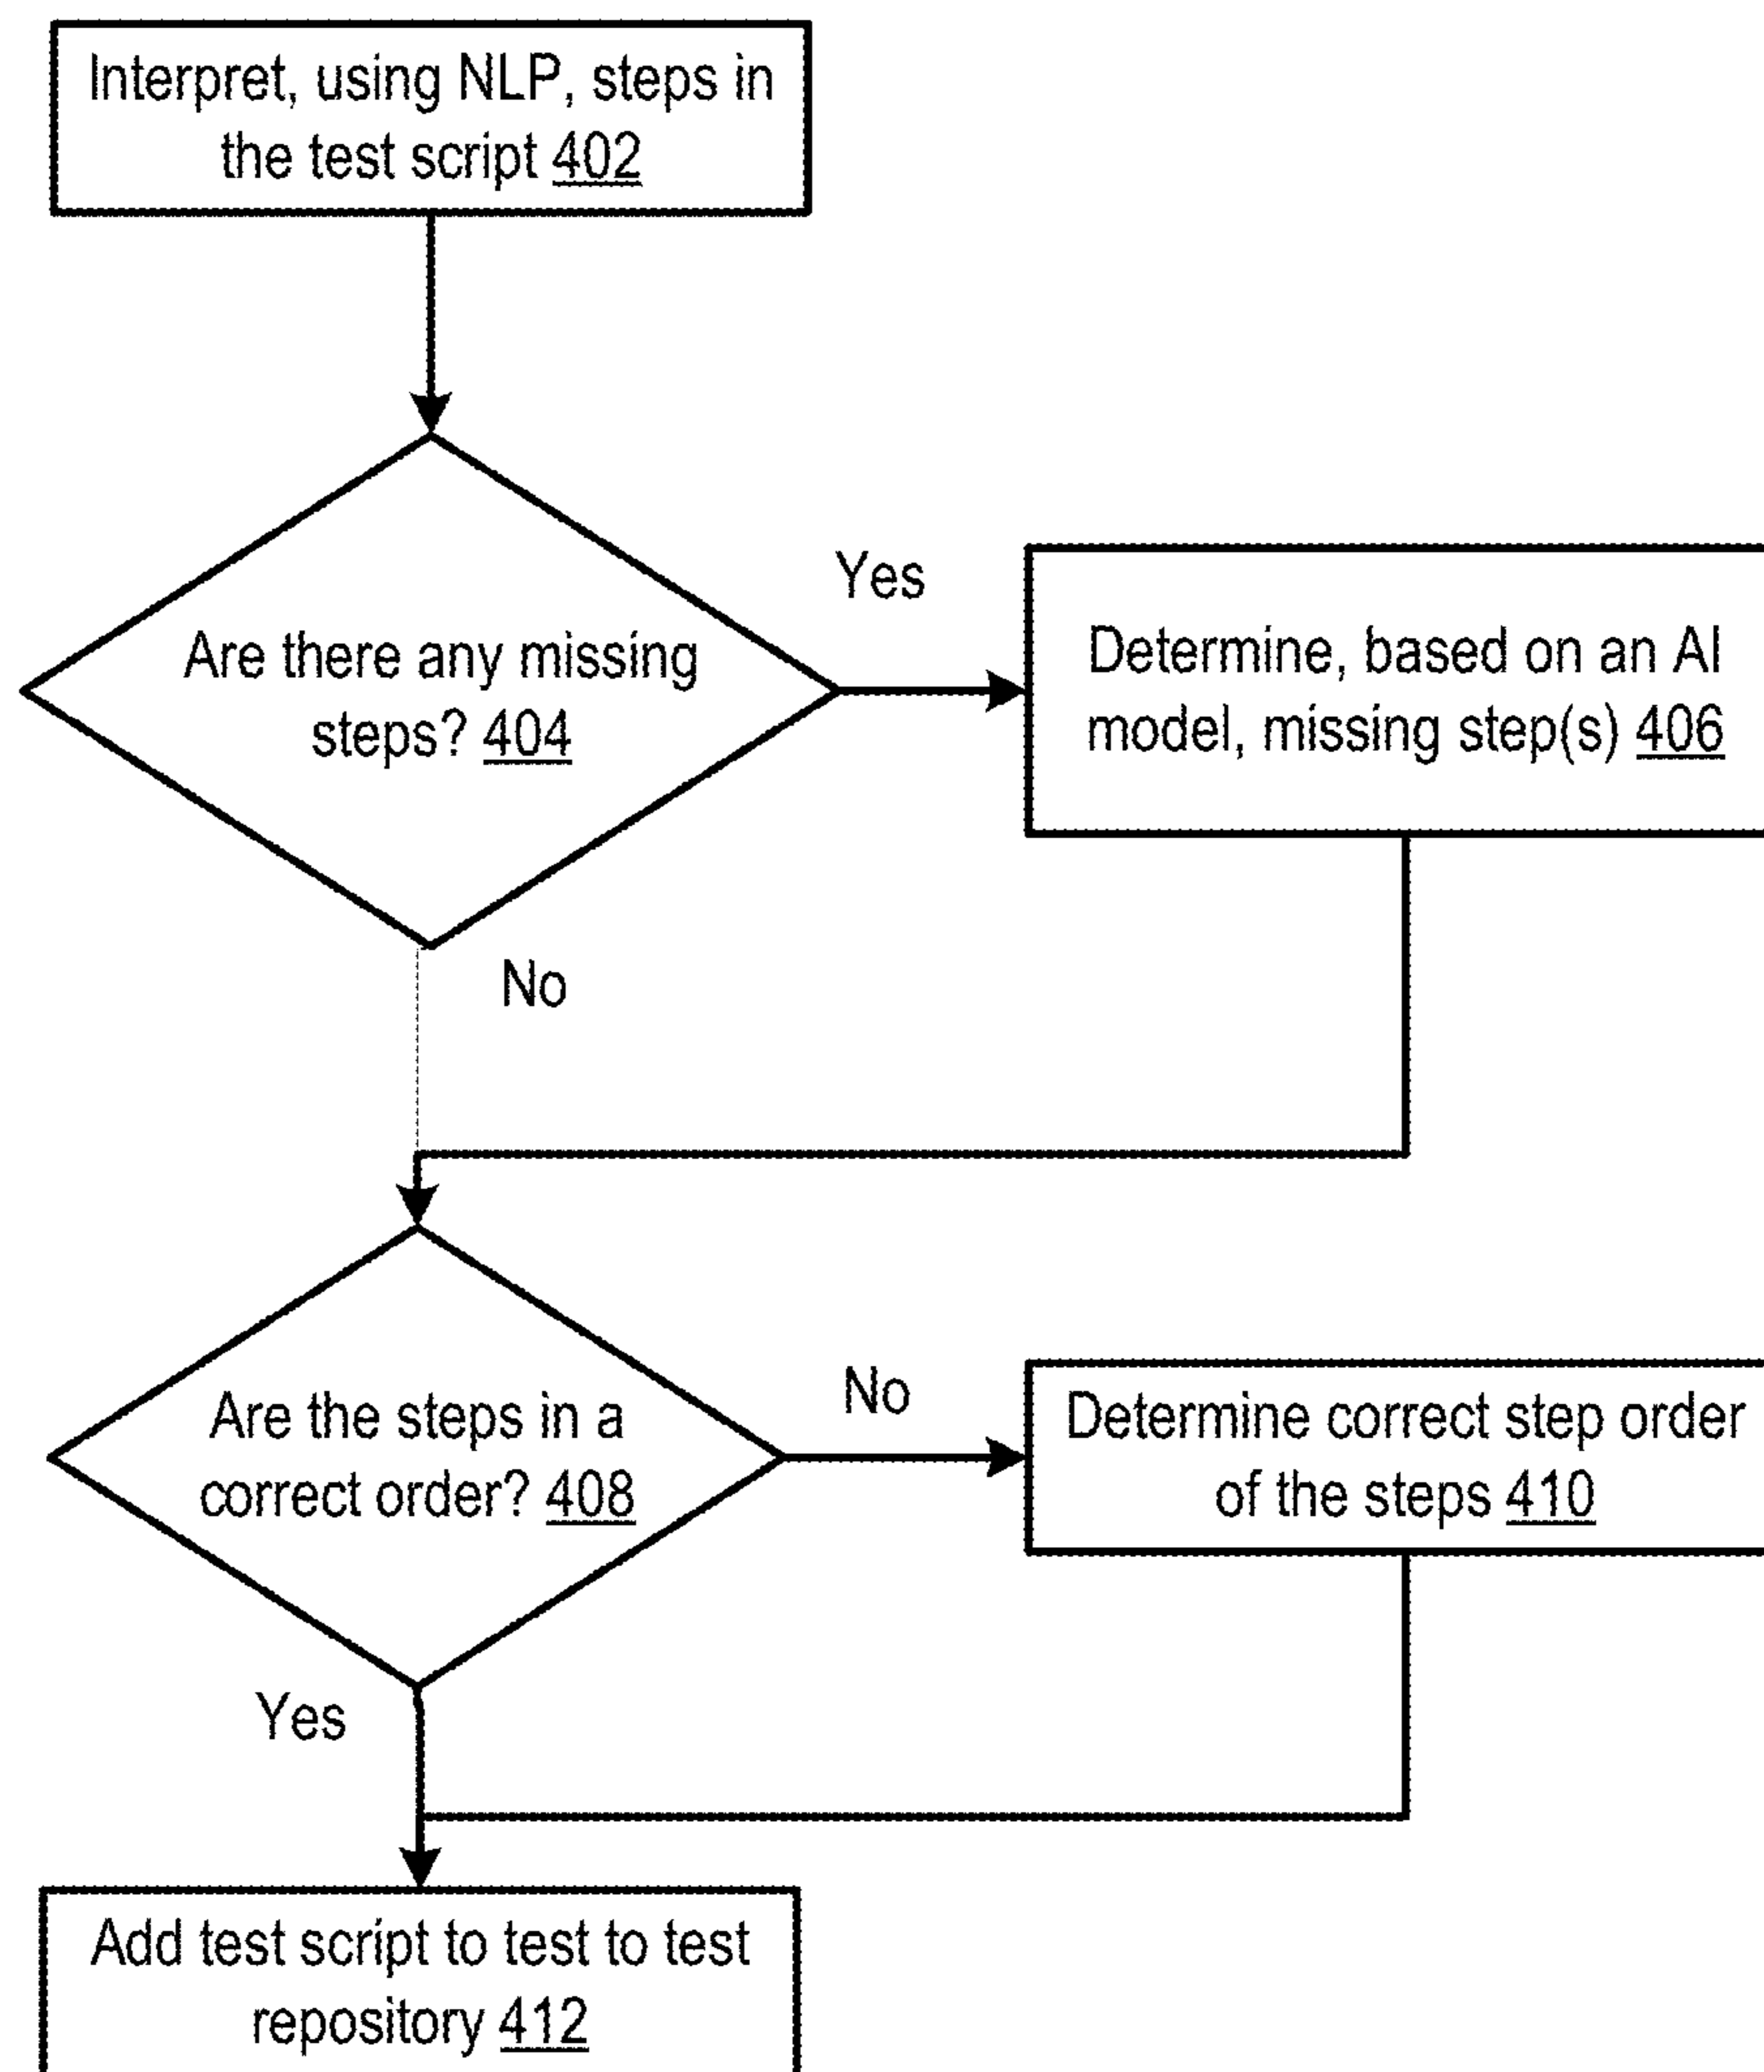 Interpret, using NLP, steps in
the test script 402
Are there any missing
steps? 404
Yes
Determine, based on an AI
model, missing step(s) 406
No
Are the steps in a
correct order? 408
No
Determine correct step order
of the steps 410
Yes
Add test script to test to test
repository 412